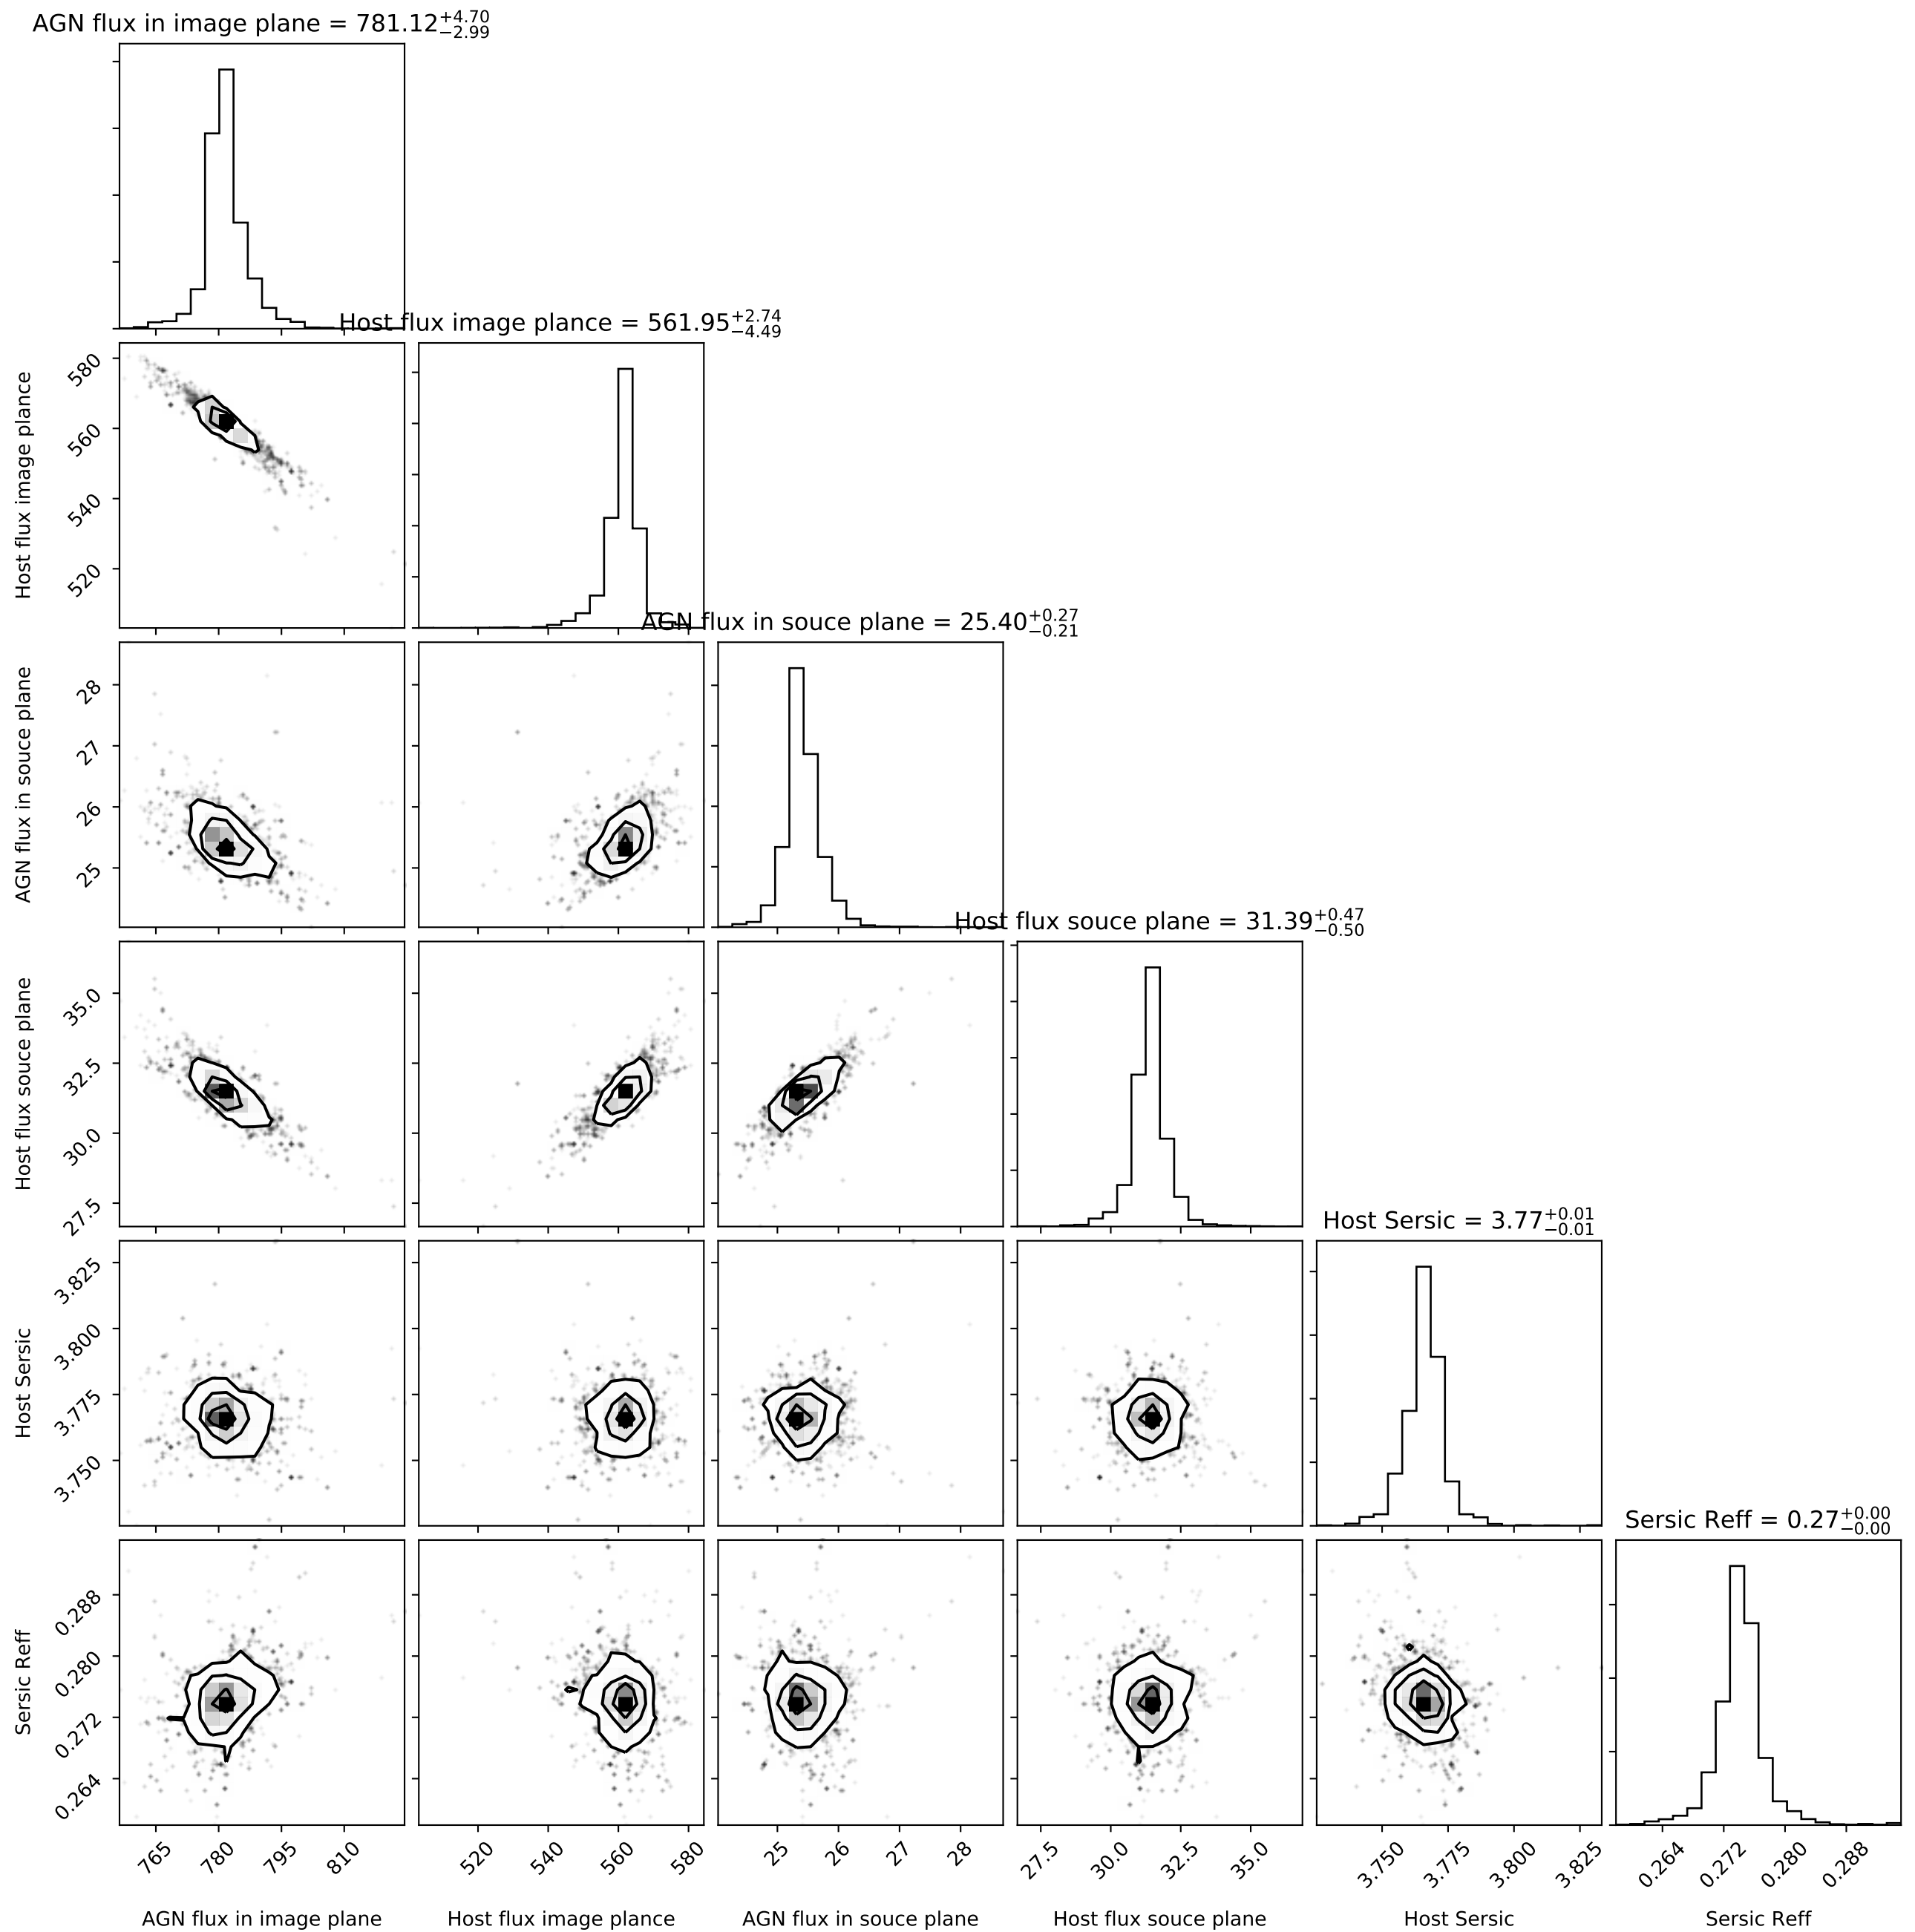 AGN flux in image plane = 781.12+4.70−2.99
Host flux image plance = 561.95+2.74−4.49
580
560
540
520
Host flux image plance
AGN flux in souce plane = 25.40+0.27−0.21
28
27
26
25
AGN flux in souce plane
Host flux souce plane = 31.39+0.47−0.50
35.0
32.5
30.0
27.5
Host flux souce plane
Host Sersic = 3.77+0.01−0.01
3.825
3.800
3.775
3.750
Host Sersic
Sersic Reff = 0.27+0.00−0.00
0.288
0.280
0.272
0.264
Sersic Reff
765 780 795 810 520 540 560 580 25 26 27 28 27.5 30.0 32.5 35.0 3.750 3.775 3.800 3.825 0.264 0.272 0.280 0.288
AGN flux in image plane Host flux image plance AGN flux in souce plane Host flux souce plane Host Sersic Sersic Reff